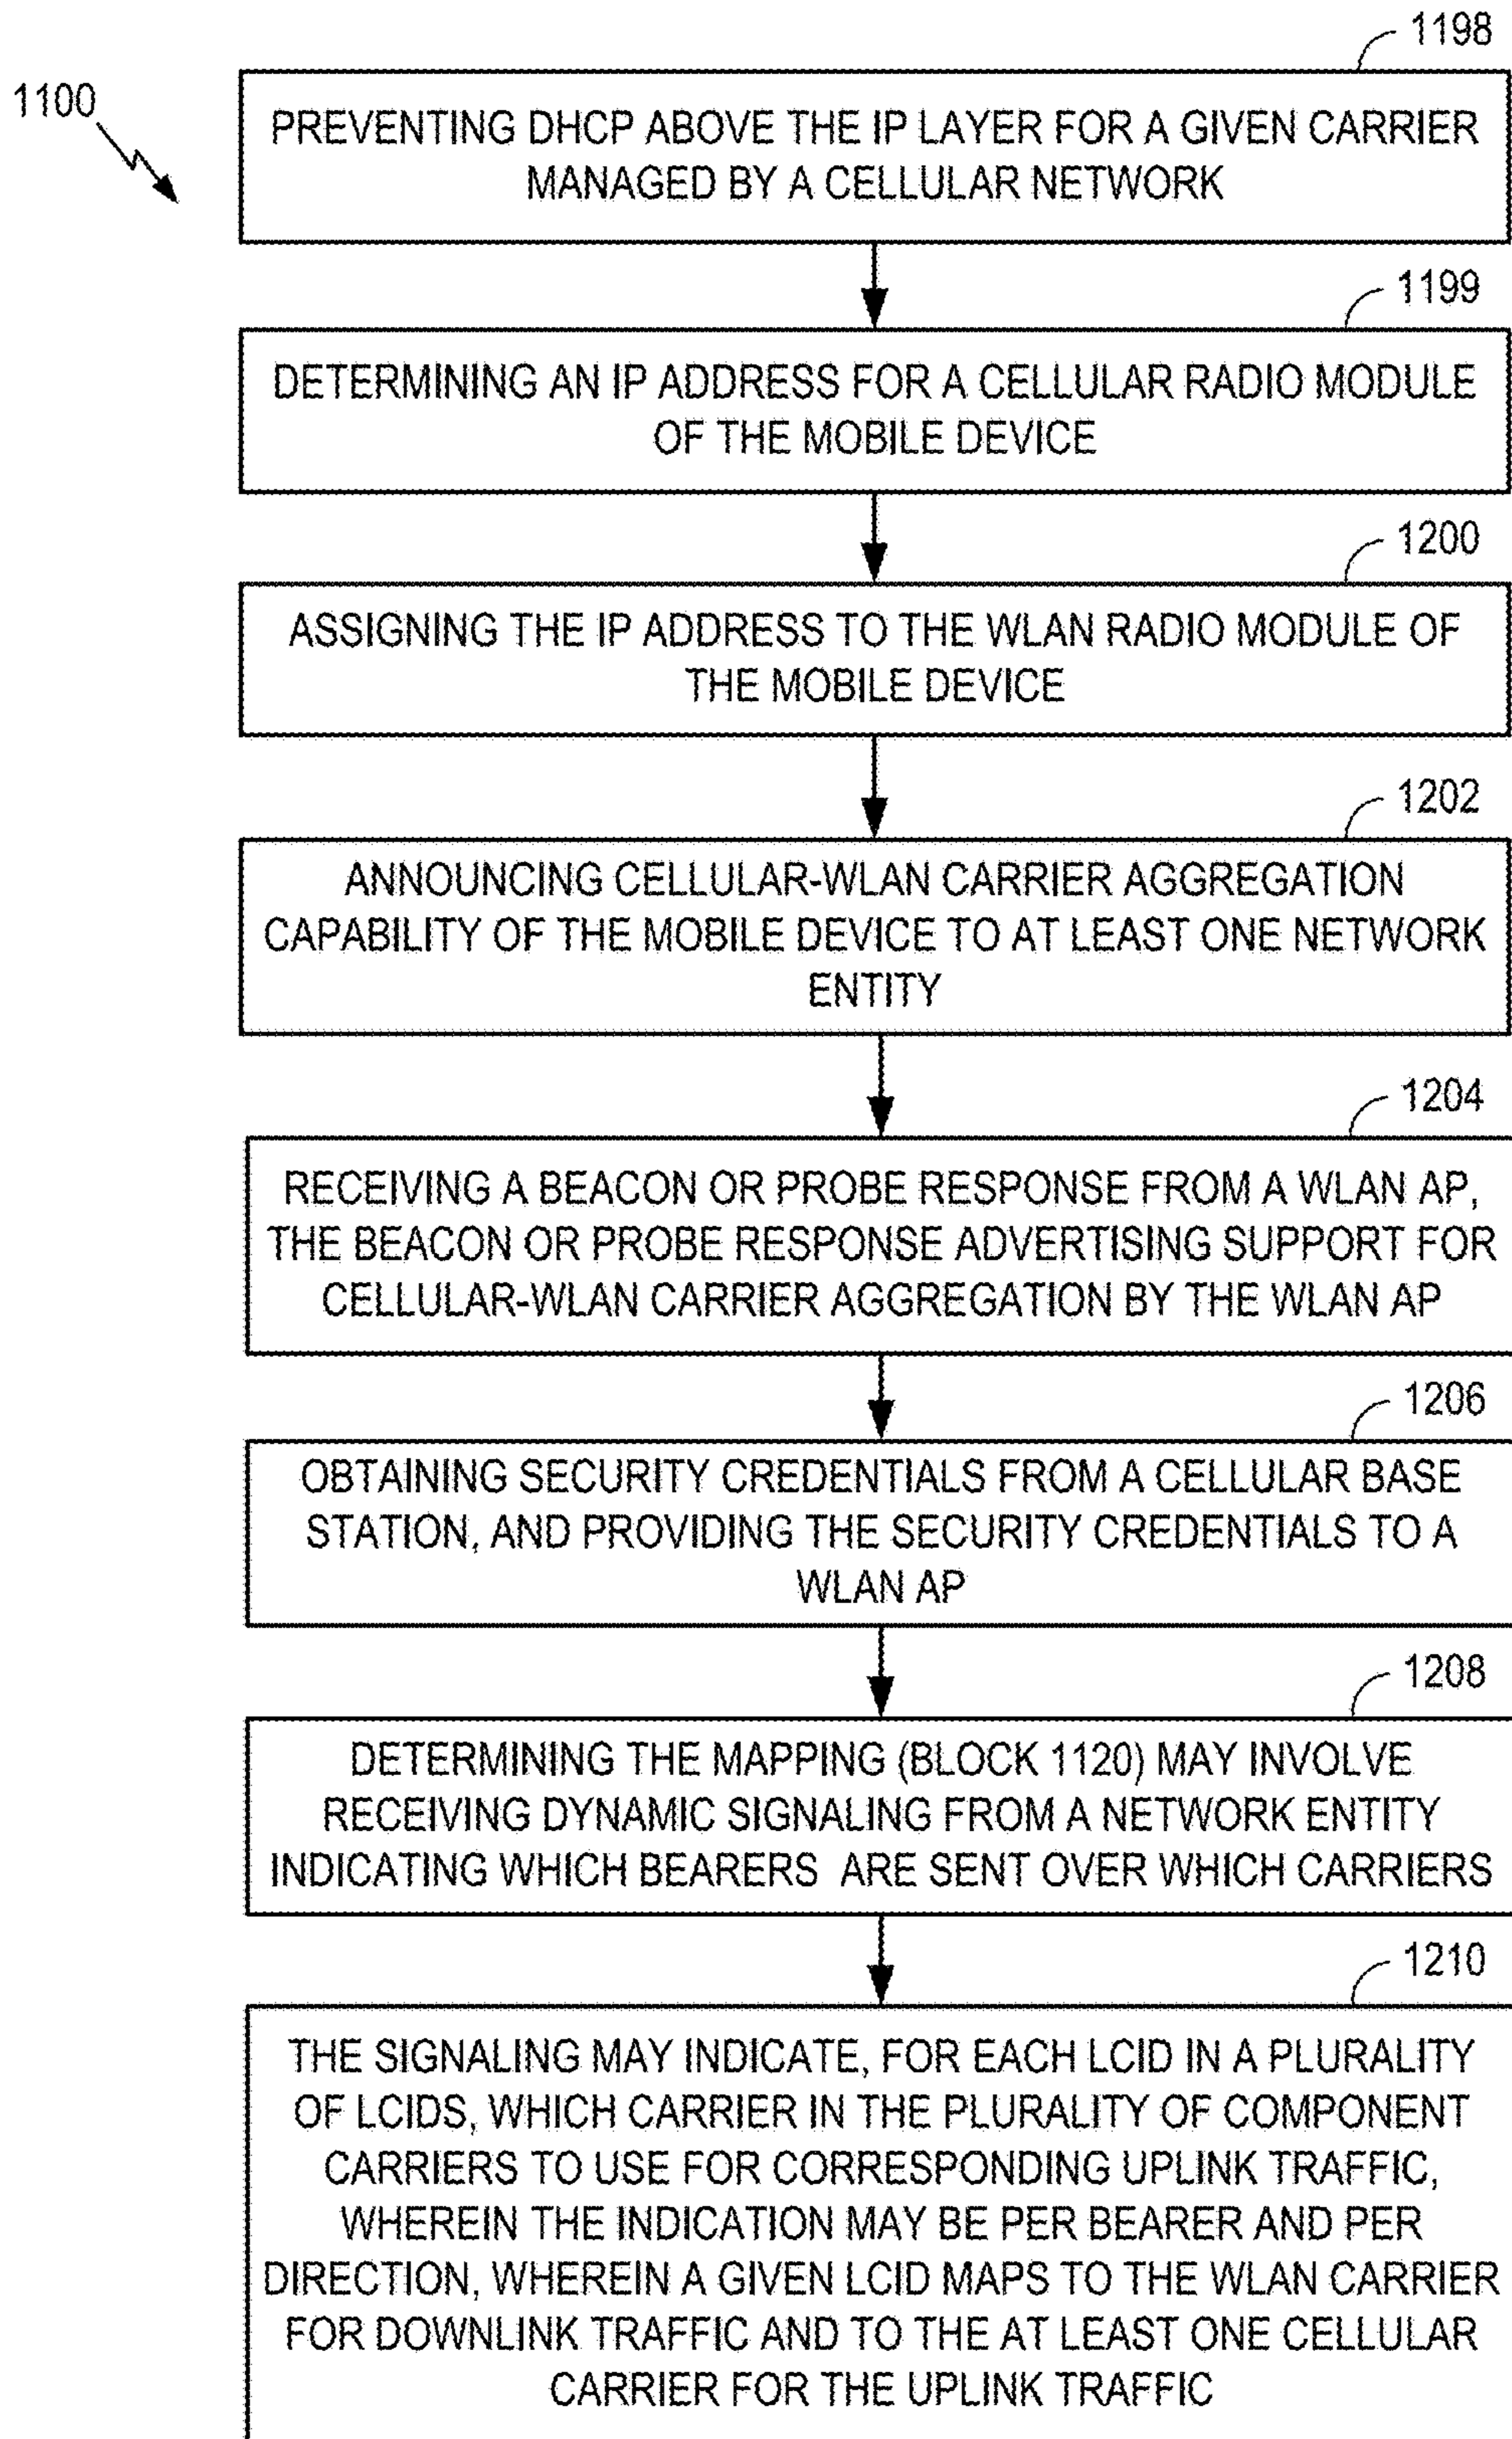 1198
1100
PREVENTING DHCP ABOVE THE IP LAYER FOR A GIVEN CARRIER
MANAGED BY A CELLULAR NETWORK
1199
DETERMINING AN IP ADDRESS FOR A CELLULAR RADIO MODULE
OF THE MOBILE DEVICE
1200
ASSIGNING THE IP ADDRESS TO THE WLAN RADIO MODULE OF
THE MOBILE DEVICE
1202
ANNOUNCING CELLULAR-WLAN CARRIER AGGREGATION
CAPABILITY OF THE MOBILE DEVICE TO AT LEAST ONE NETWORK
ENTITY
1204
RECEIVING A BEACON OR PROBE RESPONSE FROM A WLAN AP,
THE BEACON OR PROBE RESPONSE ADVERTISING SUPPORT FOR
CELLULAR-WLAN CARRIER AGGREGATION BY THE WLAN AP
1206
OBTAINING SECURITY CREDENTIALS FROM A CELLULAR BASE
STATION, AND PROVIDING THE SECURITY CREDENTIALS TO A
WLAN AP
1208
DETERMINING THE MAPPING (BLOCK 1120) MAY INVOLVE
RECEIVING DYNAMIC SIGNALING FROM A NETWORK ENTITY
INDICATING WHICH BEARERS ARE SENT OVER WHICH CARRIERS
1210
THE SIGNALING MAY INDICATE, FOR EACH LCID IN A PLURALITY
OF LCIDS, WHICH CARRIER IN THE PLURALITY OF COMPONENT
CARRIERS TO USE FOR CORRESPONDING UPLINK TRAFFIC,
WHEREIN THE INDICATION MAY BE PER BEARER AND PER
DIRECTION, WHEREIN A GIVEN LCID MAPS TO THE WLAN CARRIER
FOR DOWNLINK TRAFFIC AND TO THE AT LEAST ONE CELLULAR
CARRIER FOR THE UPLINK TRAFFIC